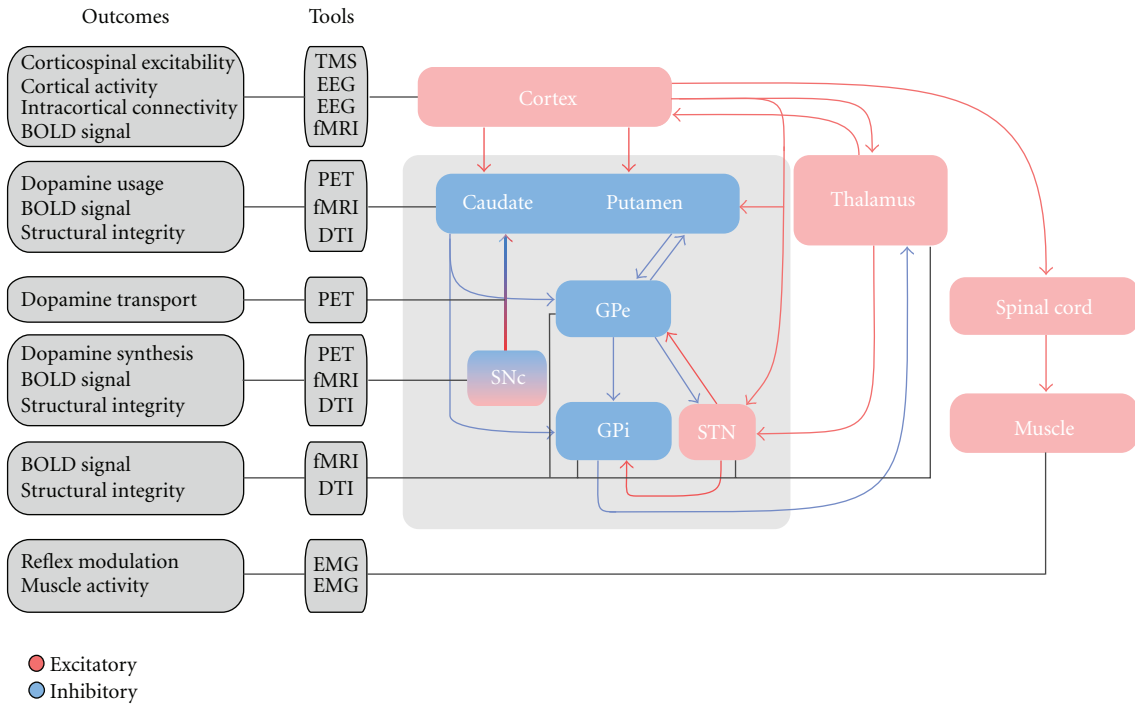 Outcomes
Tools
Corticospinal excitability
Cortical activity
Intracortical connectivity
BOLD signal
TMS
EEG
EEG
fMRI
Cortex
Dopamine usage
BOLD signal
Structural integrity
PET
fMRI
DTI
Caudate
Putamen
Thalamus
Dopamine transport
PET
GPe
Spinal cord
Dopamine synthesis
BOLD signal
Structural integrity
PET
fMRI
DTI
SNc
GPi
STN
Muscle
BOLD signal
Structural integrity
fMRI
DTI
Reflex modulation
Muscle activity
EMG
EMG
Excitatory
Inhibitory